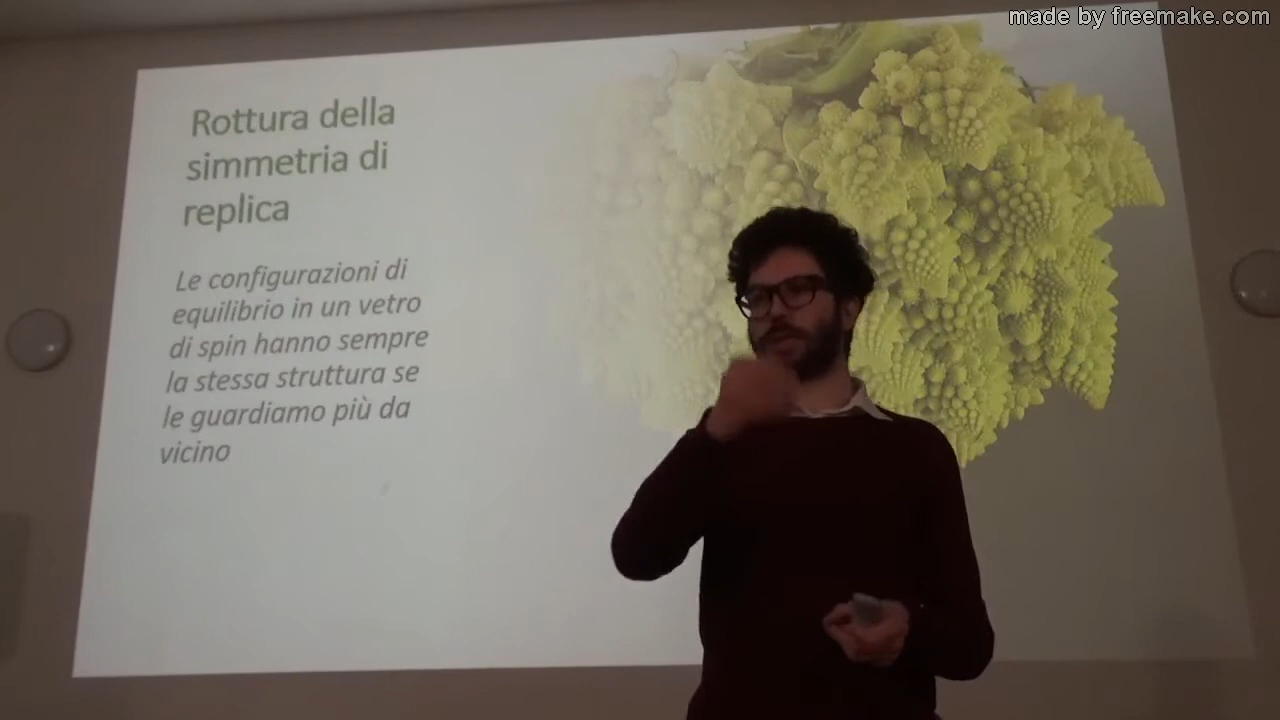 made by freemake.com
Rottura della
simmetria di
replica
Le configurazioni di
equilibrio in un vetro
di spin hanno sempre
la stessa struttura se
le guardiamo più da
vicino